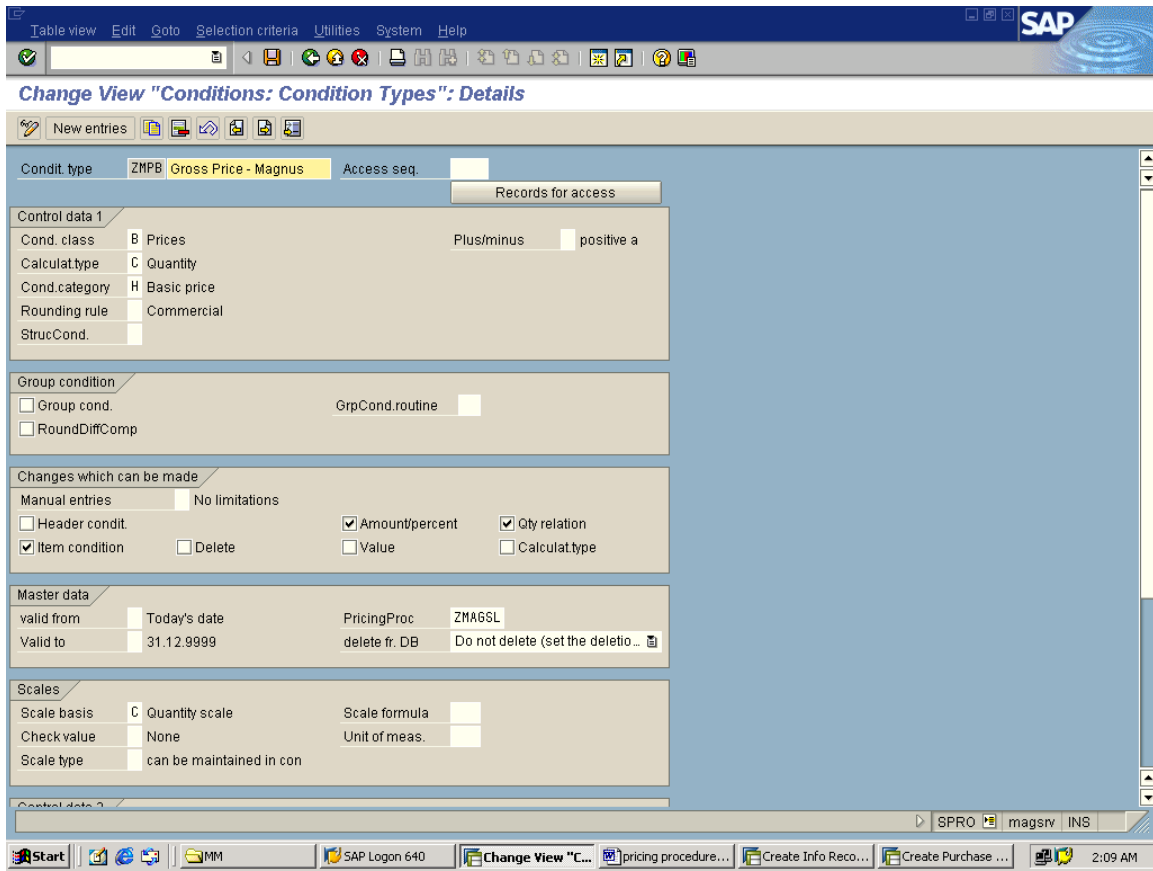 Table view Edit Goto Selection criteria Utilities System Help
SAP
Change View "Conditions: Condition Types": Details
New entries
Condit. type ZMPB Gross Price - Magnus Access seq.
Records for access
Control data 1
Cond. class B Prices Plus/minus positive a
Calculat.type C Quantity
Cond.category H Basic price
Rounding rule Commercial
StrucCond.
Group condition
Group cond. GrpCond.routine
RoundDiffComp
Changes which can be made
Manual entries No limitations
Header condit. Amount/percent Qty relation
Item condition Delete Value Calculat.type
Master data
valid from Today's date PricingProc ZMAGSL
Valid to 31.12.9999 delete fr. DB Do not delete (set the deletio...
Scales
Scale basis C Quantity scale Scale formula
Check value None Unit of meas.
Scale type can be maintained in con
Control data 2
SPRO magsrv INS
Start MM SAP Logon 640 Change View "C... pricing procedure... Create Info Reco... Create Purchase ... 2:09 AM